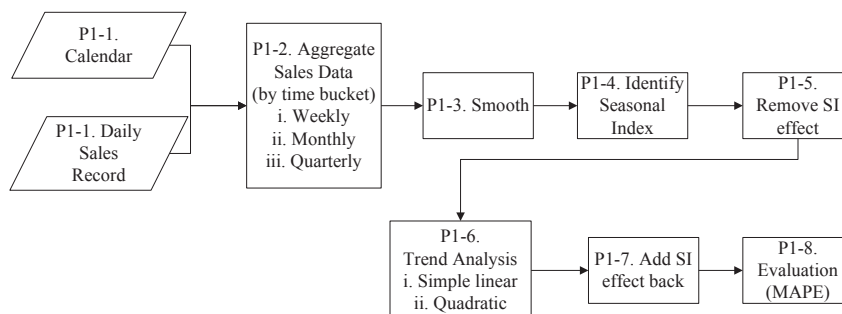 P1-1.
Calendar
P1-1. Daily
Sales
Record
P1-2. Aggregate
Sales Data
(by time bucket)
i. Weekly
ii. Monthly
iii. Quarterly
P1-3. Smooth
P1-4. Identify
Seasonal
Index
P1-5.
Remove SI
effect
P1-6.
Trend Analysis
i. Simple linear
ii. Quadratic
P1-7. Add SI
effect back
P1-8.
Evaluation
(MAPE)